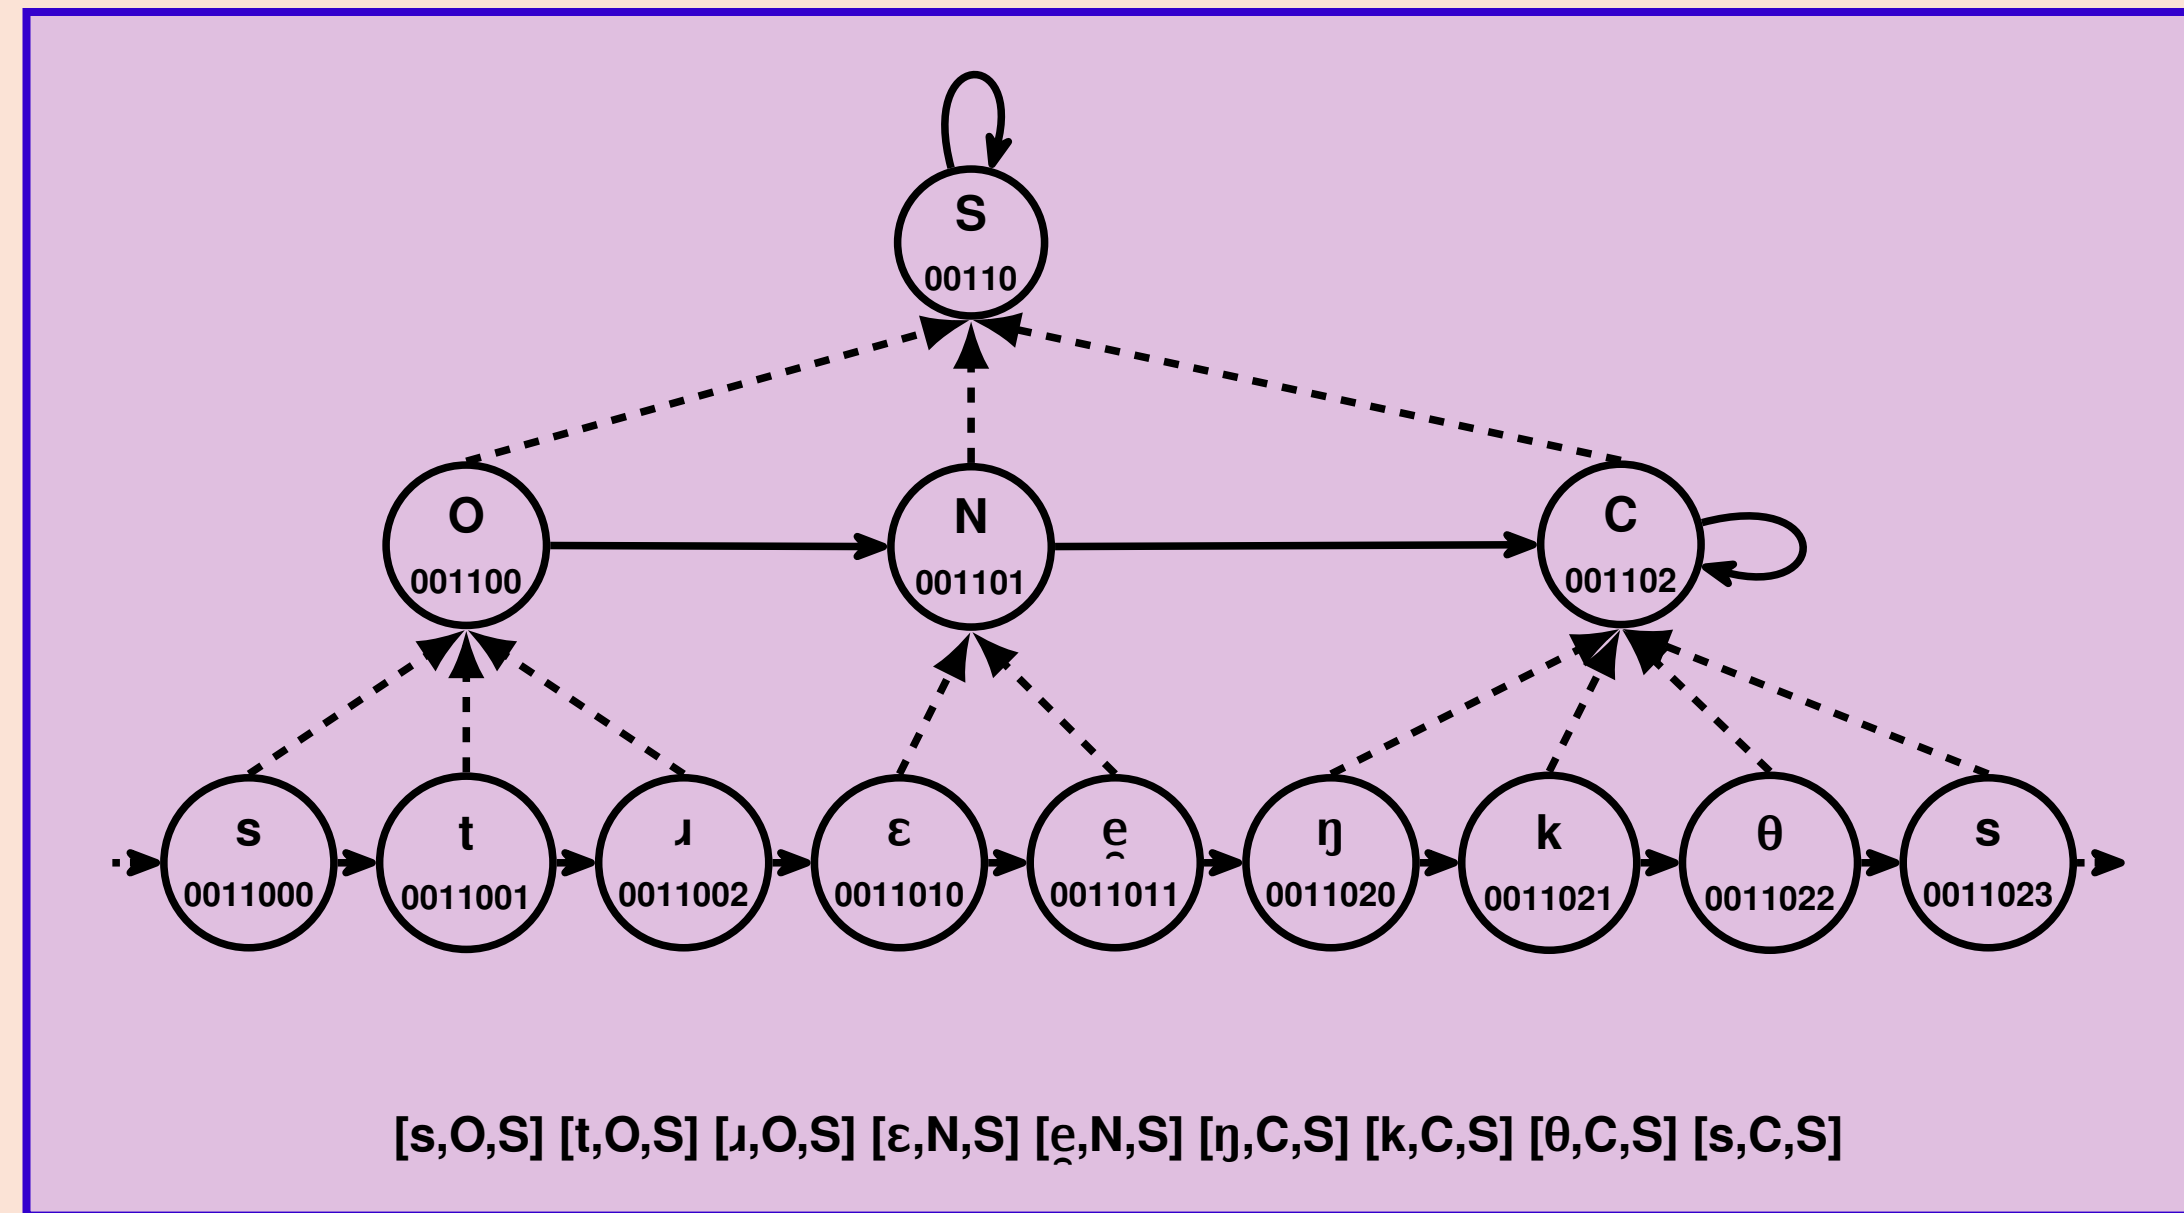 S
00110
O N C
001100 001101 001102
s t ɹ ɛ e̯ ŋ k θ s
0011000 0011001 0011002 0011010 0011011 0011020 0011021 0011022 0011023
[s,O,S] [t,O,S] [ɹ,O,S] [ɛ,N,S] [e̯,N,S] [ŋ,C,S] [k,C,S] [θ,C,S] [s,C,S]